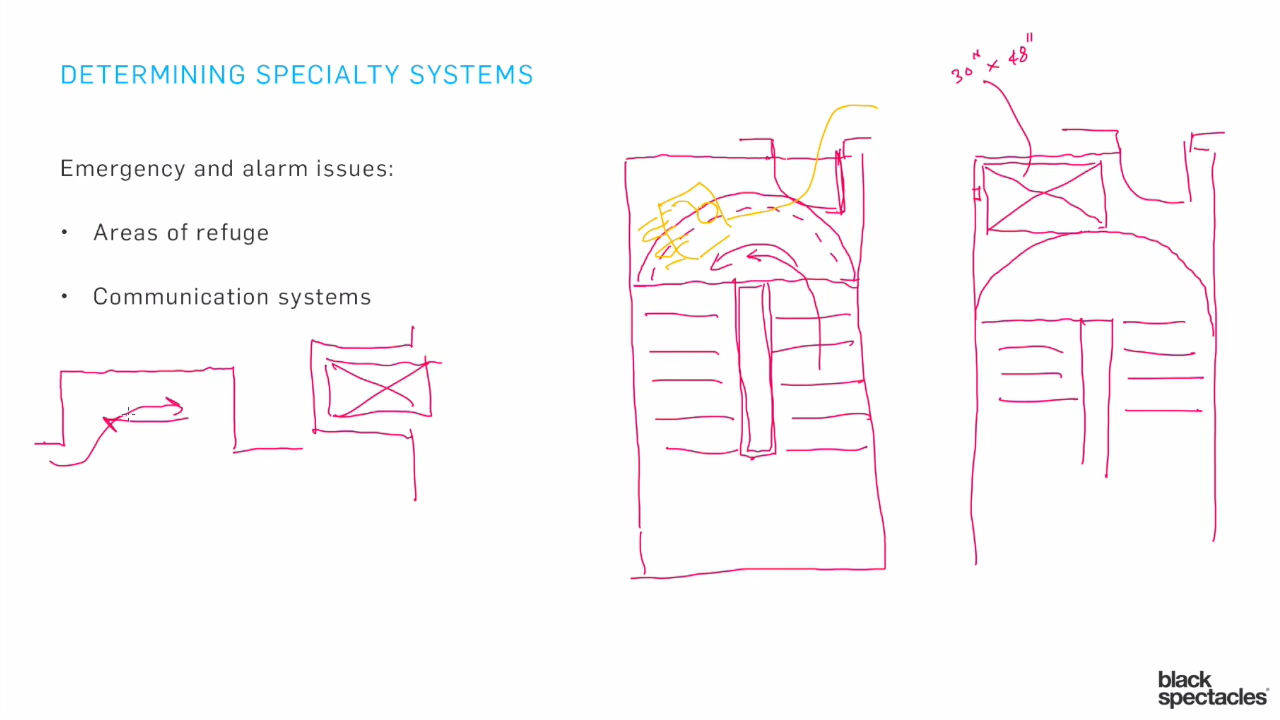 DETERMINING SPECIALTY SYSTEMS
30" x 48"
Emergency and alarm issues:
• Areas of refuge
• Communication systems
black
spectacles